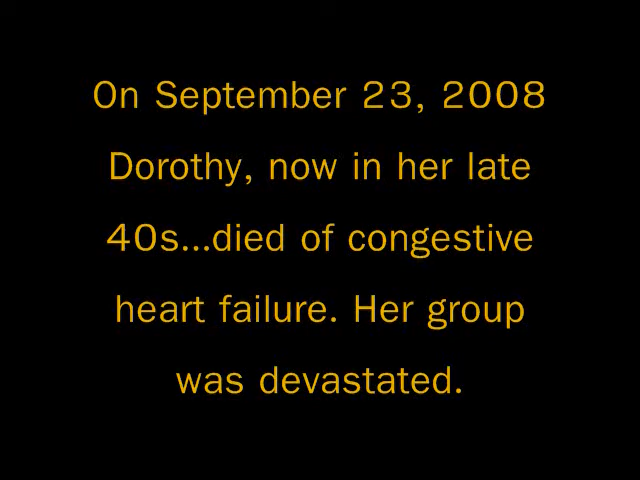 On September 23, 2008
Dorothy, now in her late
40s...died of congestive
heart failure. Her group
was devastated.